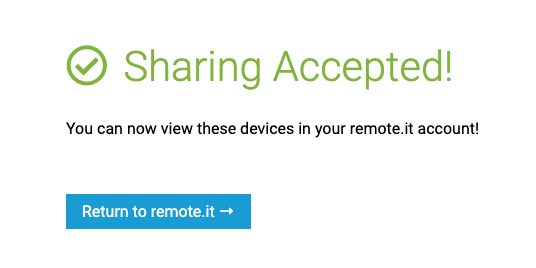 Sharing Accepted!
You can now view these devices in your remote.it account!
Return to remote.it →